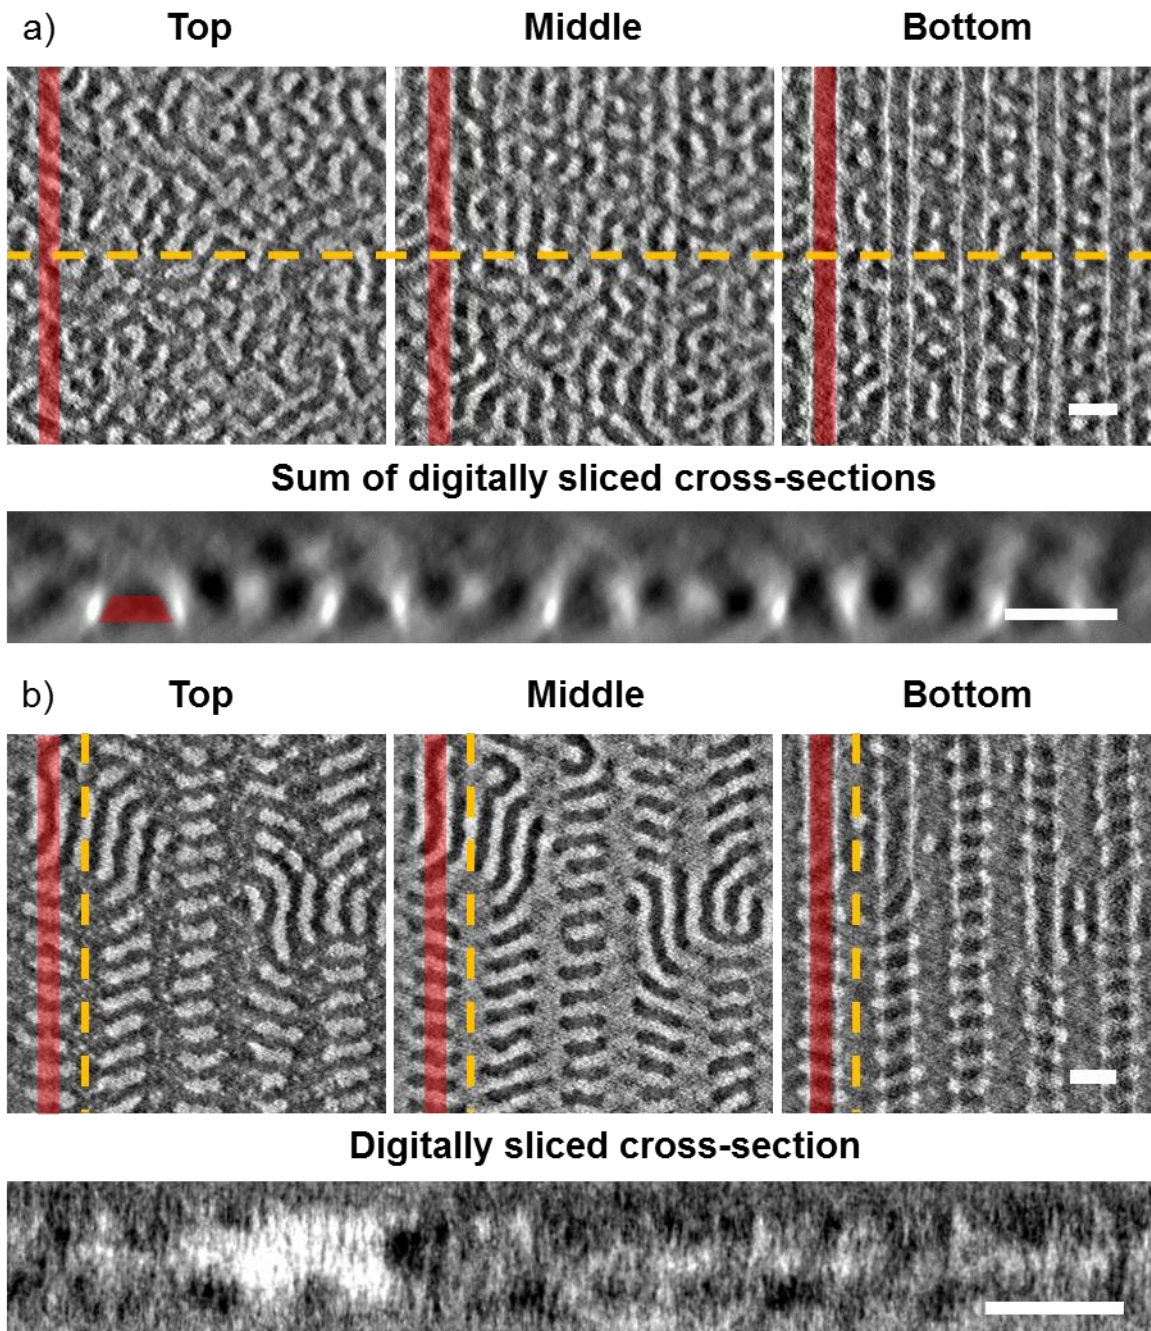 a) Top Middle Bottom
Sum of digitally sliced cross-sections
b) Top Middle Bottom
Digitally sliced cross-section